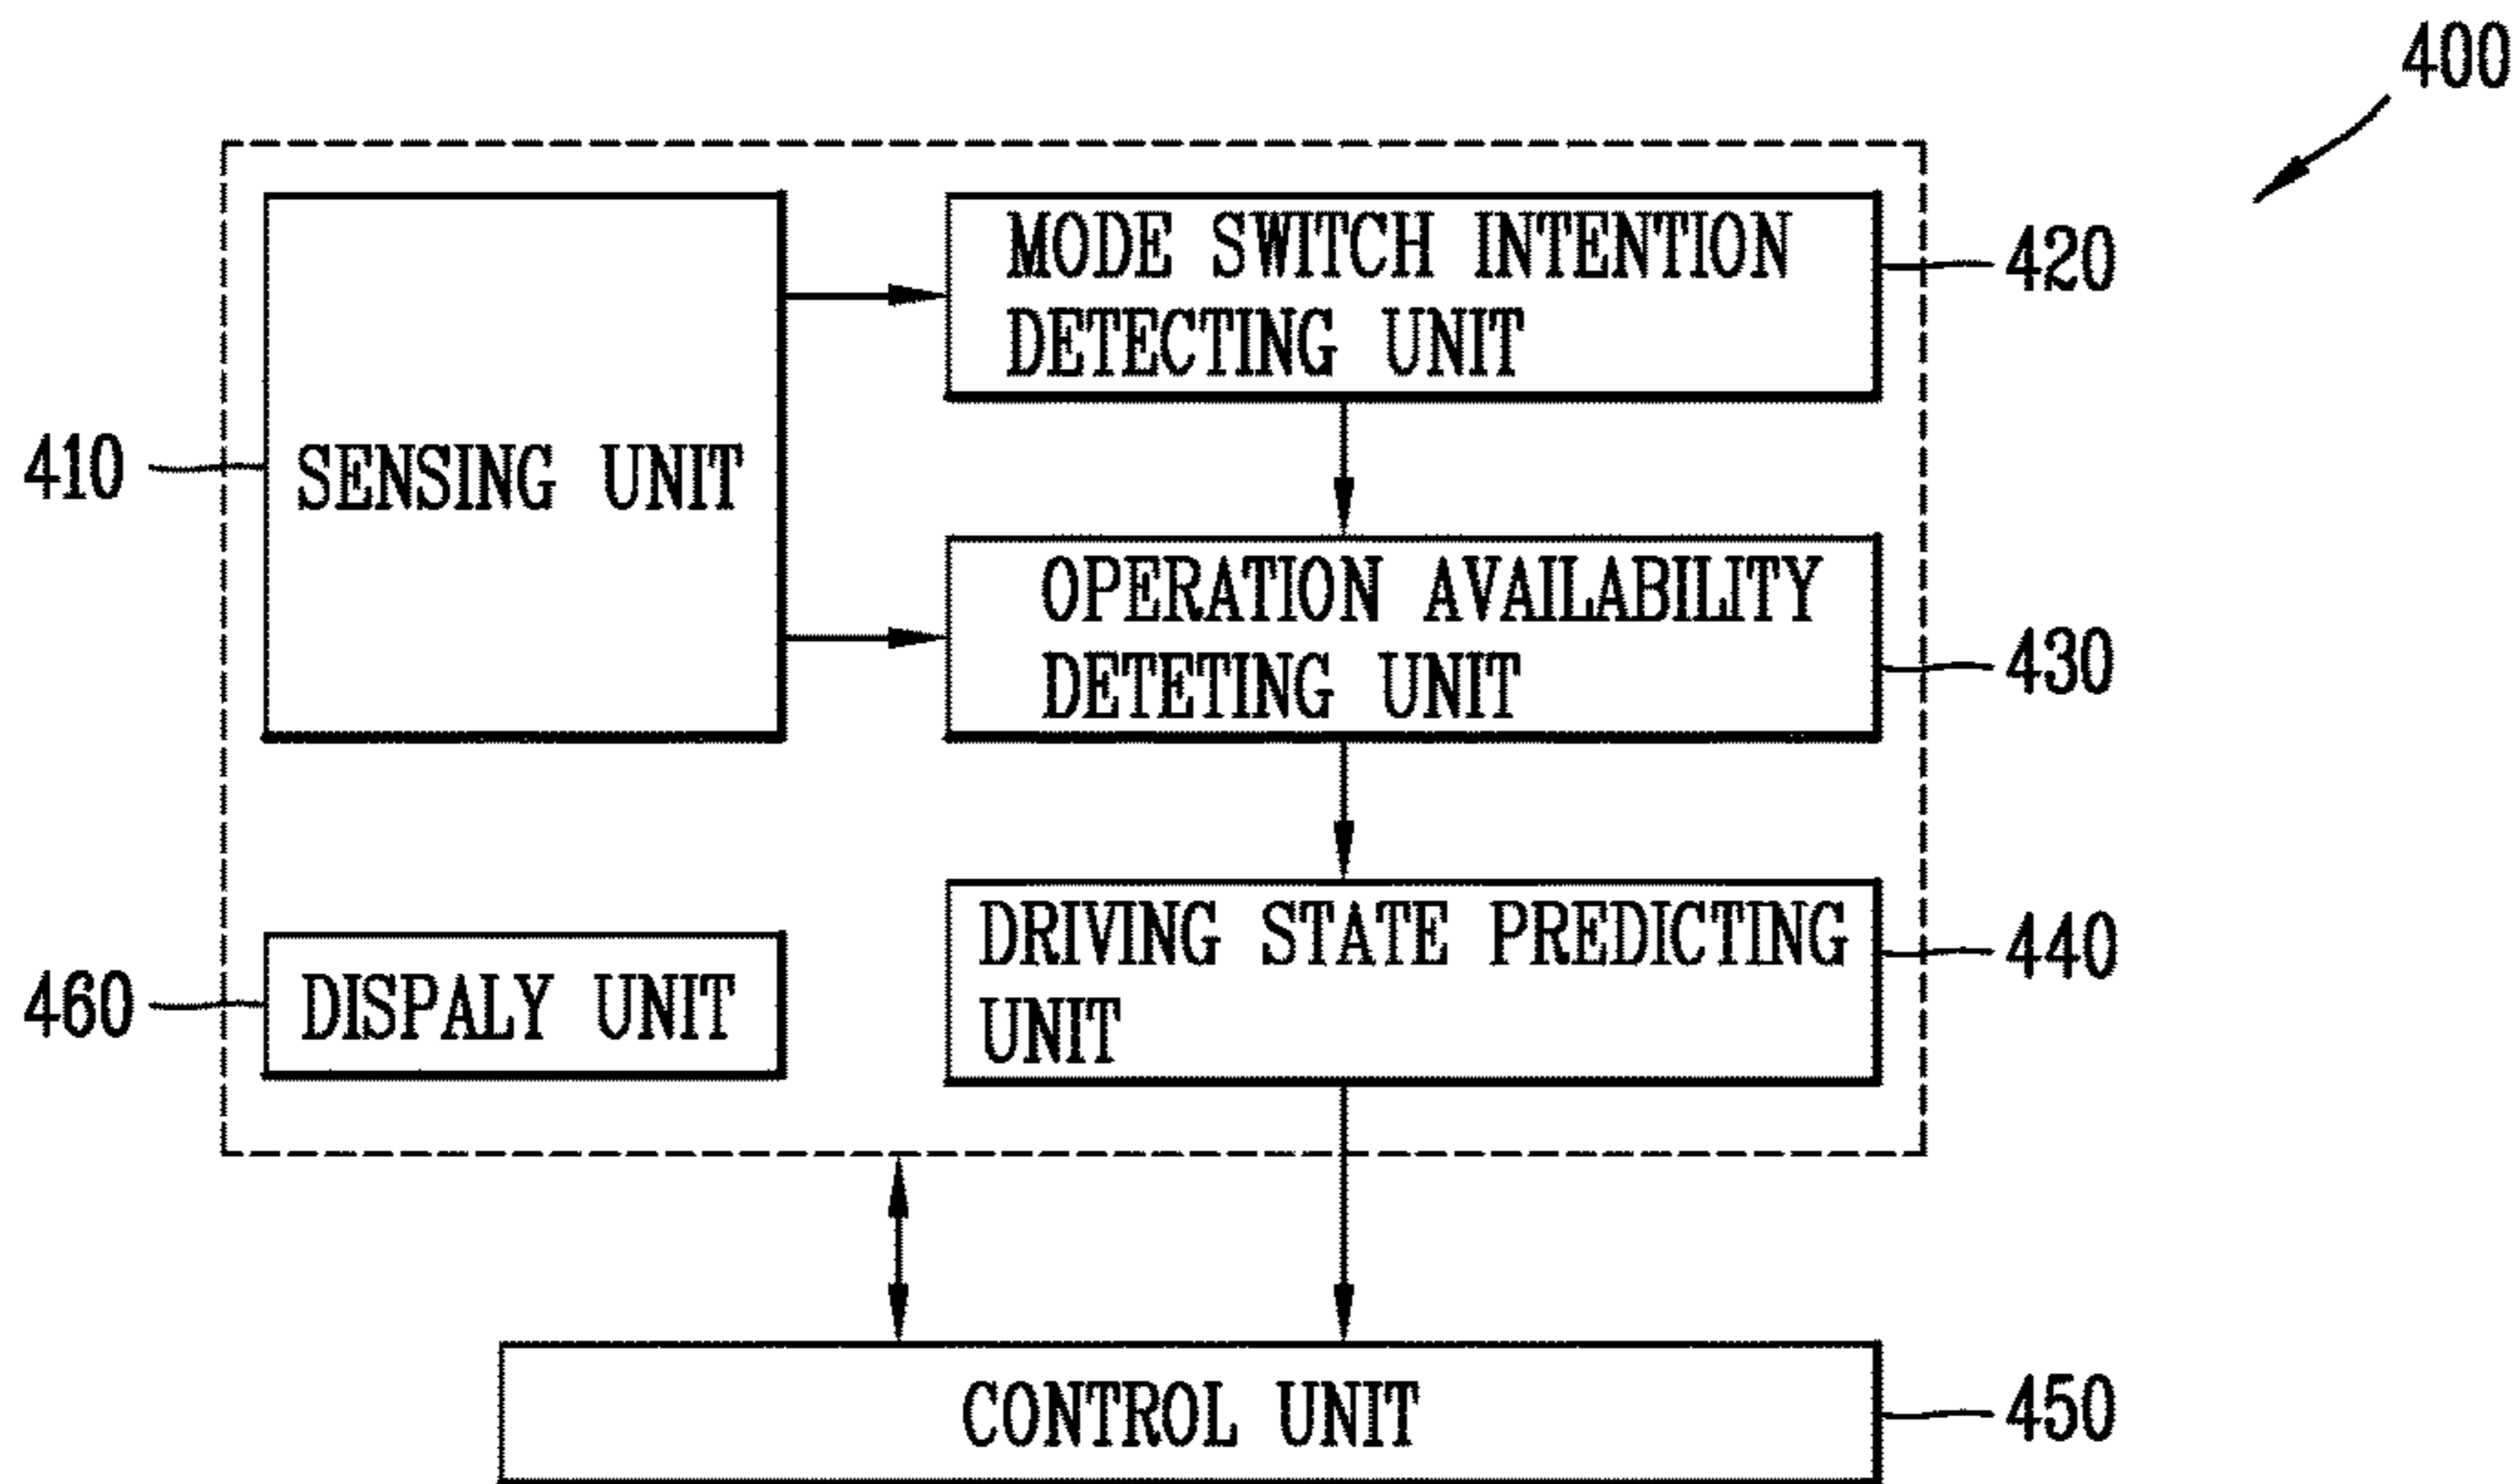 400
MODE SWITCH INTENTION
DETECTING UNIT
420
410
SENSING UNIT
OPERATION AVAILABILITY
DETETING UNIT
430
DRIVING STATE PREDICTING
UNIT
440
460
DISPALY UNIT
CONTROL UNIT
450